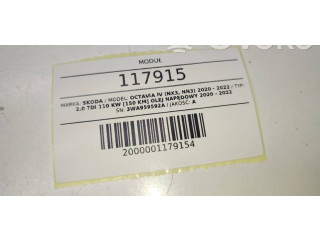 MODUŁ
117915
MARKA: SKODA / MODEL: OCTAVIA IV (NX3, NN3) 2020 - 2022 / TYP:
2.0 TDI 110 KW [150 KM] OLEJ NAPĘDOWY 2020 - 2022
SN: 3WA959592A / JAKOŚĆ: A
2000001179154